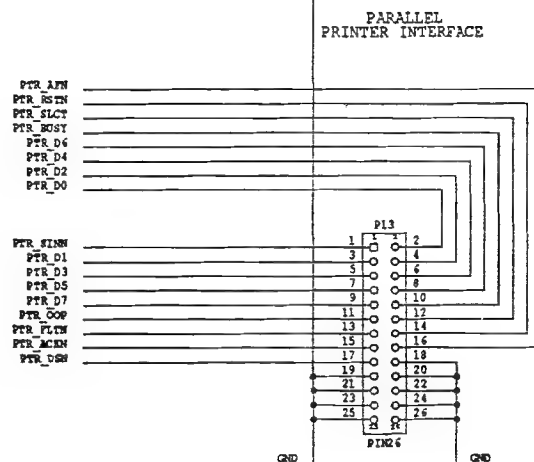 PARALLEL
PRINTER INTERFACE
PTR_AFN
PTR_RSTN
PTR_SLCT
PTR_BUSY
PTR_D6
PTR_D4
PTR_D2
PTR_D0
P13
PTR_SINN 1 2
PTR_D1 3 4
PTR_D3 5 6
PTR_D5 7 8
PTR_D7 9 10
PTR_OOP 11 12
PTR_FLTN 13 14
PTR_ACKN 15 16
PTR_DSN 17 18
19 20
21 22
23 24
25 26
PIN26
GND GND